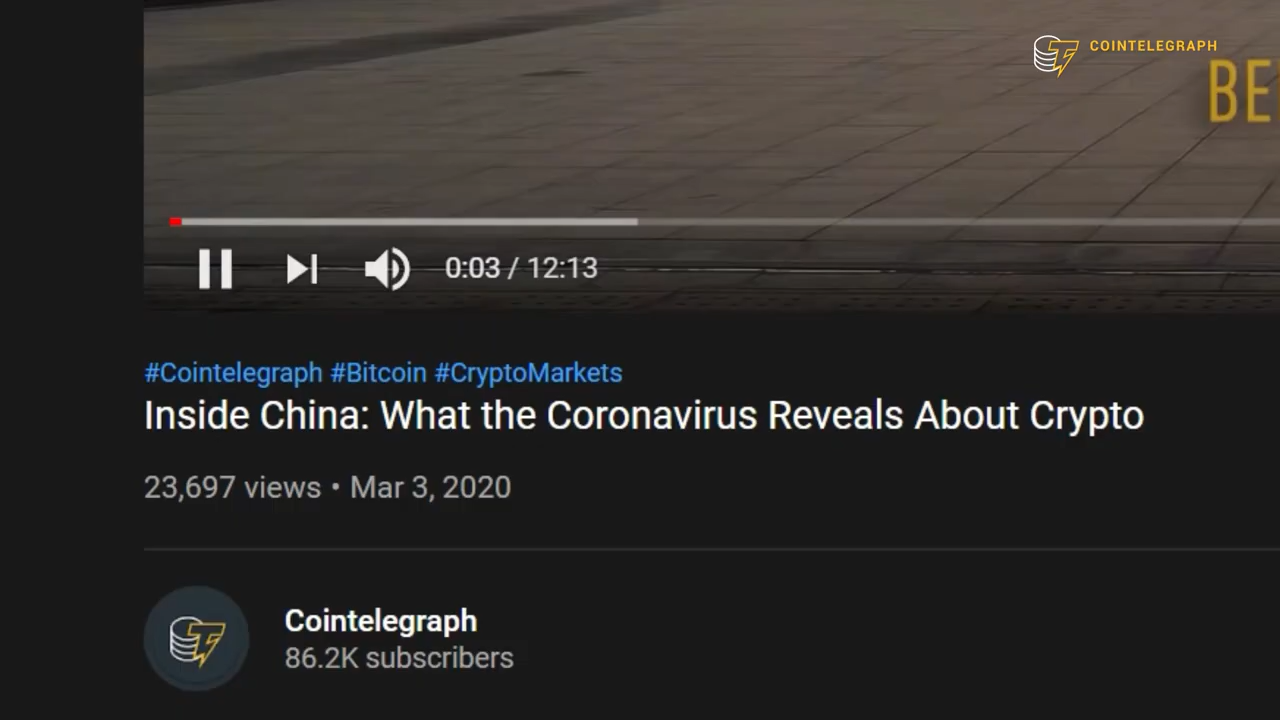 COINTELEGRAPH
BE
0:03 / 12:13
#Cointelegraph #Bitcoin #CryptoMarkets
Inside China: What the Coronavirus Reveals About Crypto
23,697 views • Mar 3, 2020
Cointelegraph
86.2K subscribers